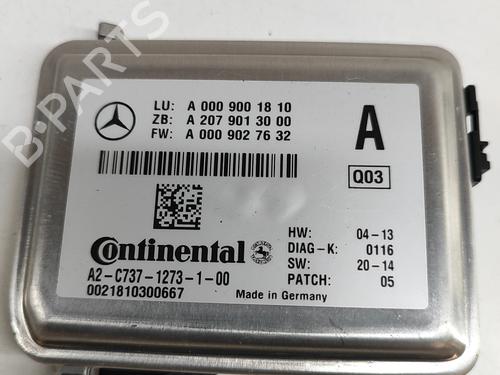 LU: A 000 900 18 10
ZB: A 207 901 30 00
FW: A 000 902 76 32
A
Q03
Continental
A2-C737-1273-1-00
0021810300667
HW: 04-13
DIAG-K: 0116
SW: 20-14
PATCH: 05
Made in Germany
B-PARTS